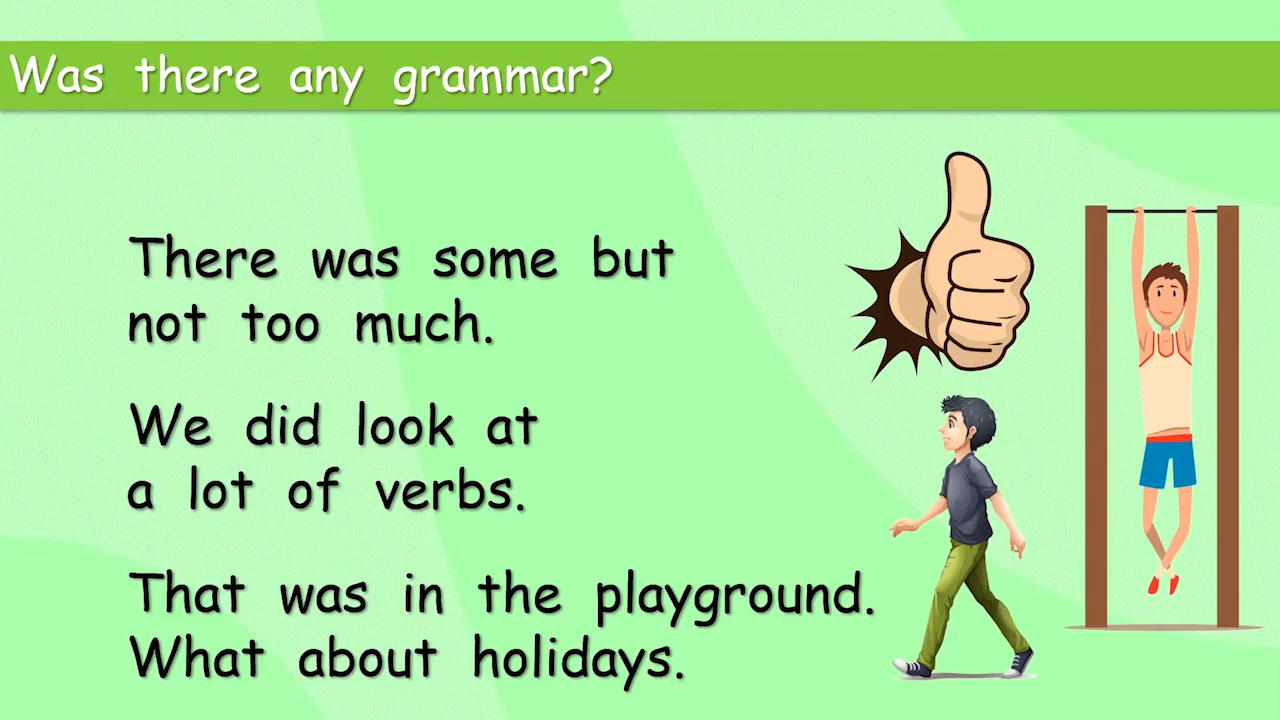 Was there any grammar?
There was some but
not too much.
We did look at
a lot of verbs.
That was in the playground.
What about holidays.